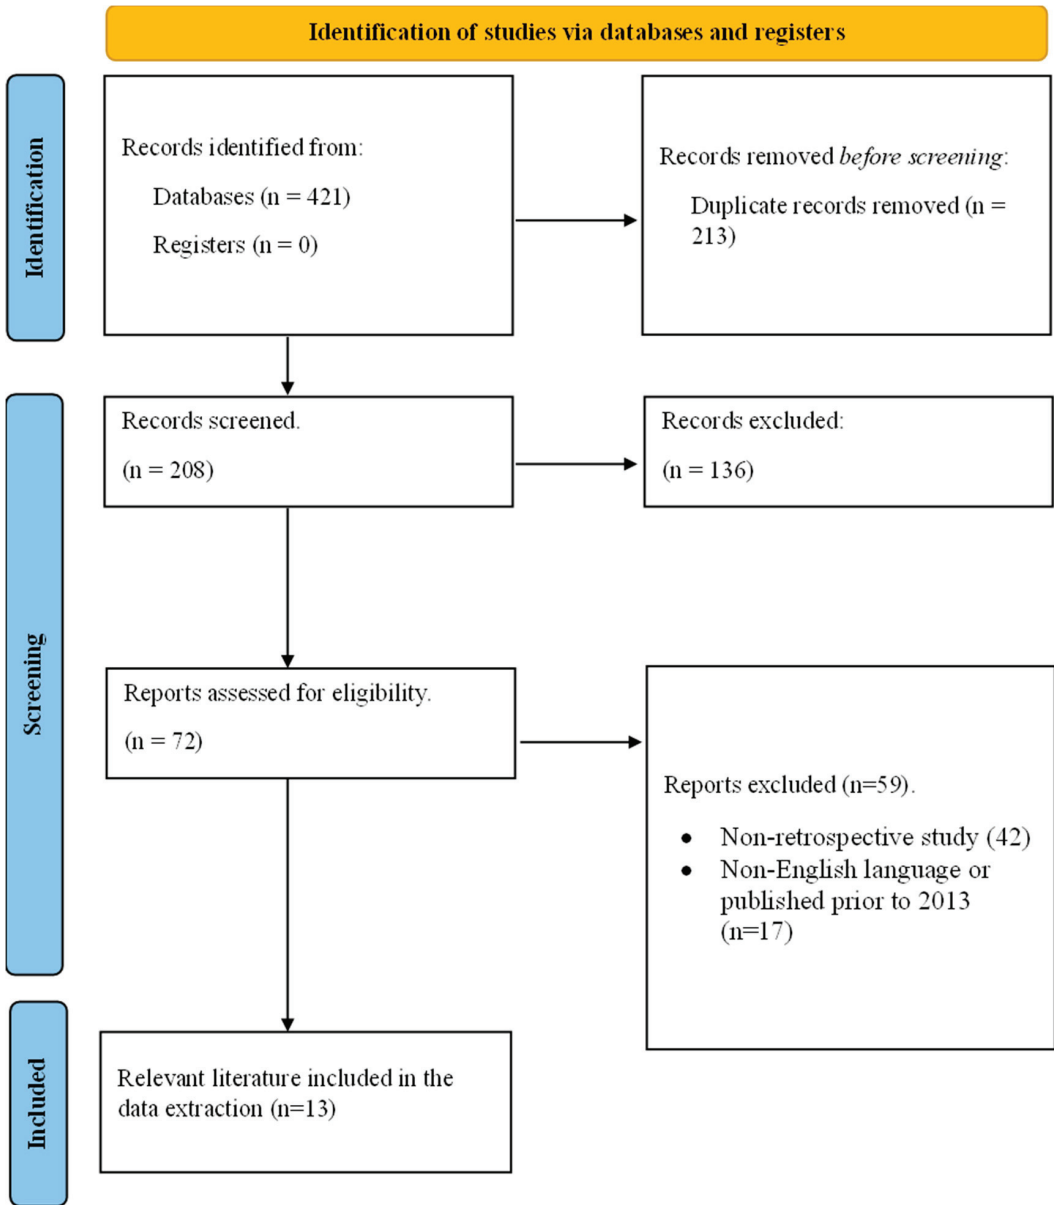 Identification of studies via databases and registers
Identification
Records identified from:
Databases (n = 421)
Registers (n = 0)
Records removed before screening:
Duplicate records removed (n =
213)
Screening
Records screened.
(n = 208)
Records excluded:
(n = 136)
Reports assessed for eligibility.
(n = 72)
Reports excluded (n=59).
• Non-retrospective study (42)
• Non-English language or
published prior to 2013
(n=17)
Included
Relevant literature included in the
data extraction (n=13)